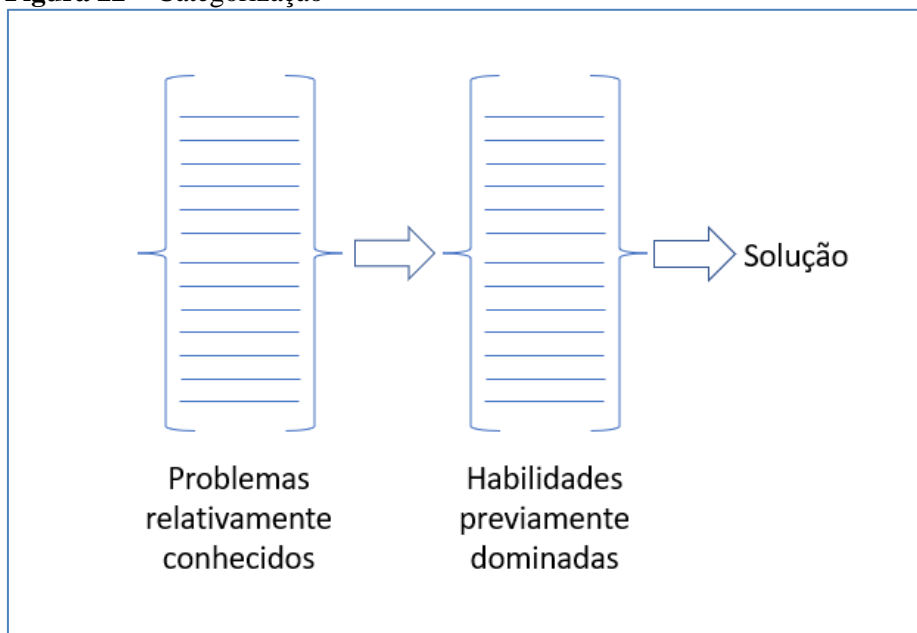 Problemas
relativamente
conhecidos
Habilidades
previamente
dominadas
Solução